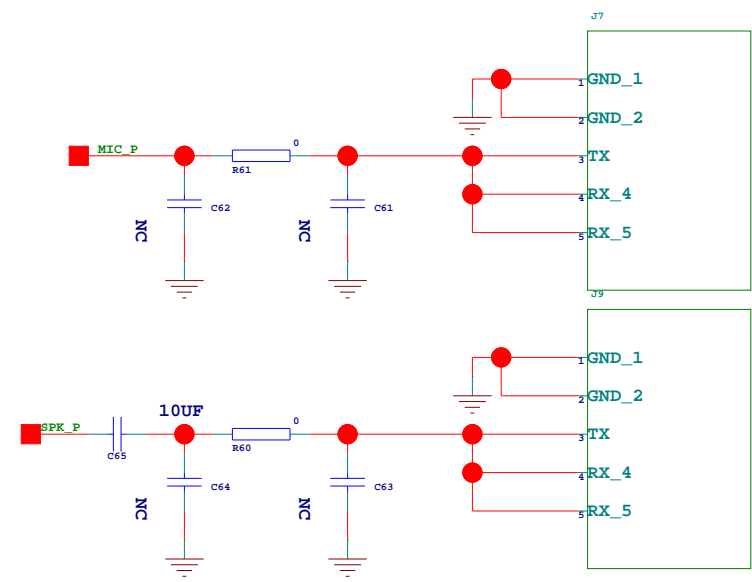 J7
1 GND_1
2 GND_2
MIC_P
0
3 TX
R61
4 RX_4
C62
C61
NC
NC
5 RX_5
J9
1 GND_1
2 GND_2
10UF
0
SPK_P
3 TX
R60
C65
4 RX_4
C64
C63
NC
NC
5 RX_5